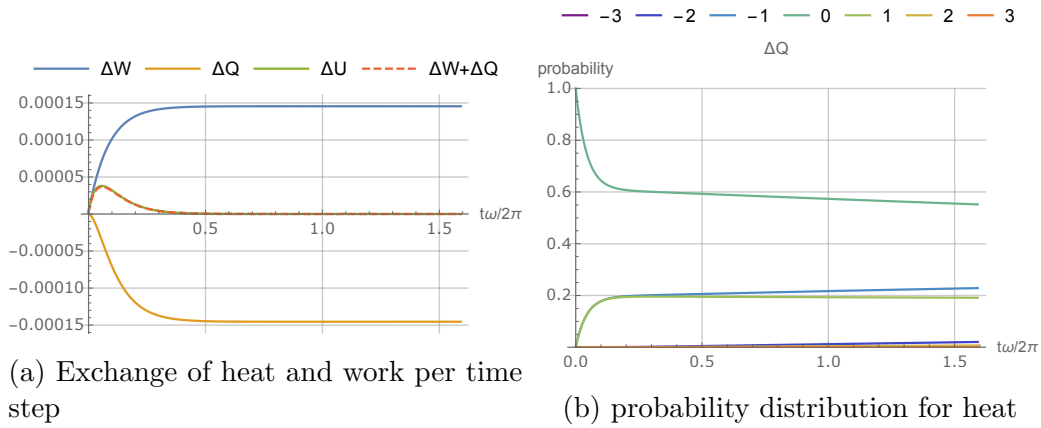 ΔW ΔQ ΔU ΔW+ΔQ
0.00015
0.00010
0.00005
-0.00005
-0.00010
-0.00015
0.5 1.0 1.5
tω/2π
(a) Exchange of heat and work per time
step
-3 -2 -1 0 1 2 3
ΔQ
probability
1.0
0.8
0.6
0.4
0.2
0.0 0.5 1.0 1.5
tω/2π
(b) probability distribution for heat